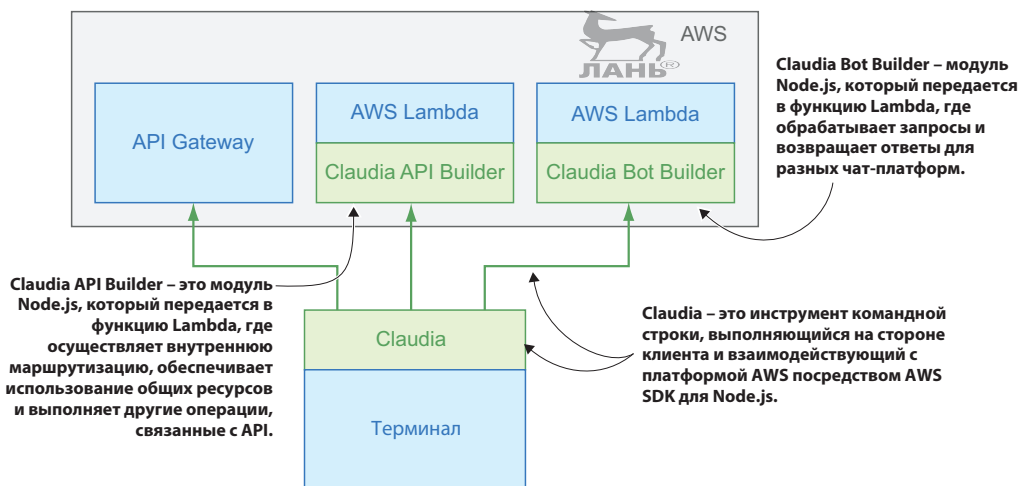 AWS
ЛАНЬ®
API Gateway
AWS Lambda
Claudia API Builder
AWS Lambda
Claudia Bot Builder
Claudia Bot Builder – модуль
Node.js, который передается
в функцию Lambda, где
обрабатывает запросы и
возвращает ответы для
разных чат-платформ.
Claudia API Builder – это модуль
Node.js, который передается в
функцию Lambda, где
осуществляет внутреннюю
маршрутизацию, обеспечивает
использование общих ресурсов
и выполняет другие операции,
связанные с API.
Claudia
Терминал
Claudia – это инструмент командной
строки, выполняющийся на стороне
клиента и взаимодействующий с
платформой AWS посредством AWS
SDK для Node.js.